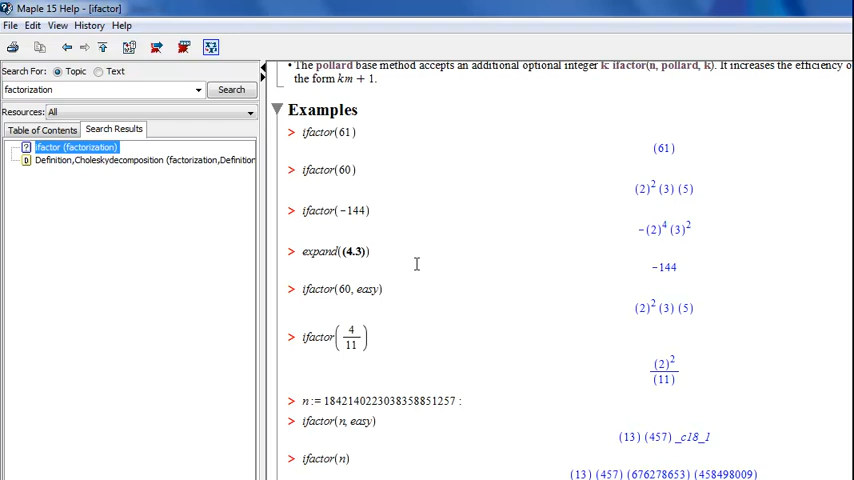 Maple 15 Help - [ifactor]
File Edit View History Help
Search For: Topic Text
factorization Search
Resources: All
Table of Contents Search Results
ifactor (factorization)
Definition,Choleskydecomposition (factorization,Definition
• The pollard base method accepts an additional optional integer k: ifactor(n, pollard, k). It increases the efficiency o
the form km + 1.
Examples
> ifactor(61)
(61)
> ifactor(60)
(2)² (3) (5)
> ifactor(−144)
−(2)⁴ (3)²
> expand((4.3))
−144
> ifactor(60, easy)
(2)² (3) (5)
> ifactor(4/11)
(2)²/(11)
> n := 1842140223038358851257 :
> ifactor(n, easy)
(13) (457) _c18_1
> ifactor(n)
(13) (457) (676278653) (458498009)